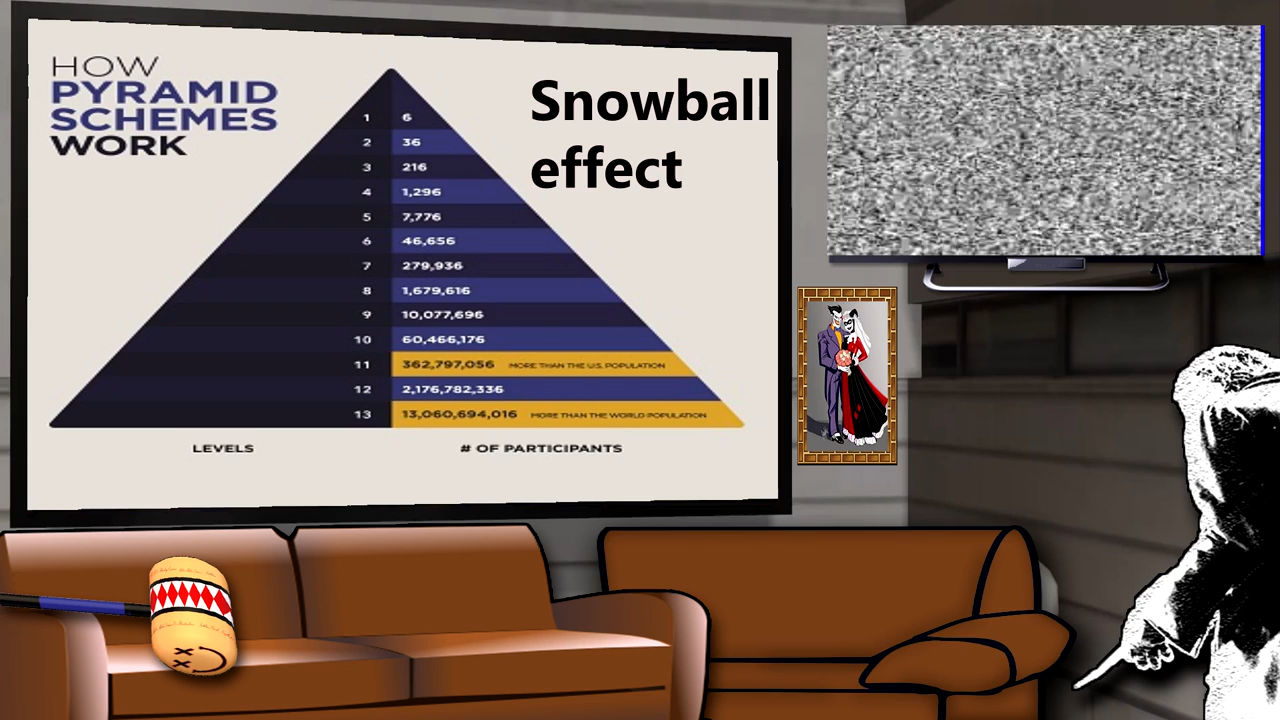 HOW
PYRAMID
SCHEMES
WORK
Snowball
effect
1 6
2 36
3 216
4 1,296
5 7,776
6 46,656
7 279,936
8 1,679,616
9 10,077,696
10 60,466,176
11 362,797,056 MORE THAN THE U.S. POPULATION
12 2,176,782,336
13 13,060,694,016 MORE THAN THE WORLD POPULATION
LEVELS # OF PARTICIPANTS